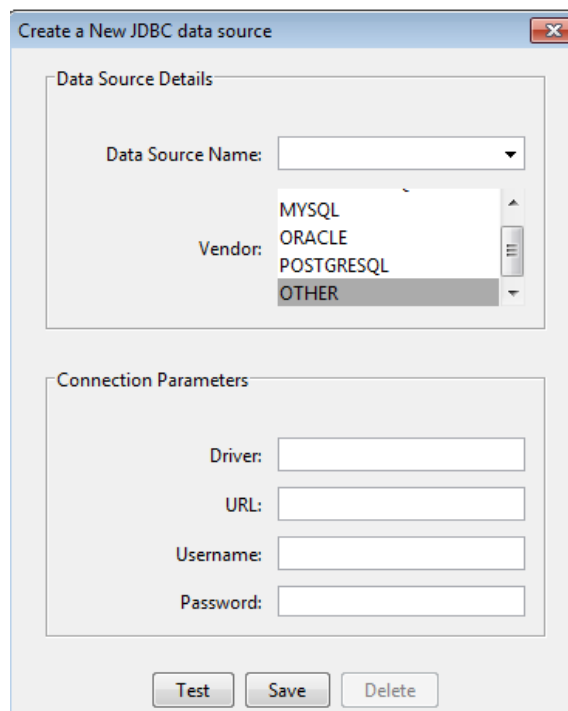 Create a New JDBC data source
Data Source Details
Data Source Name:
Vendor:
MYSQL
ORACLE
POSTGRESQL
OTHER
Connection Parameters
Driver:
URL:
Username:
Password:
Test Save Delete